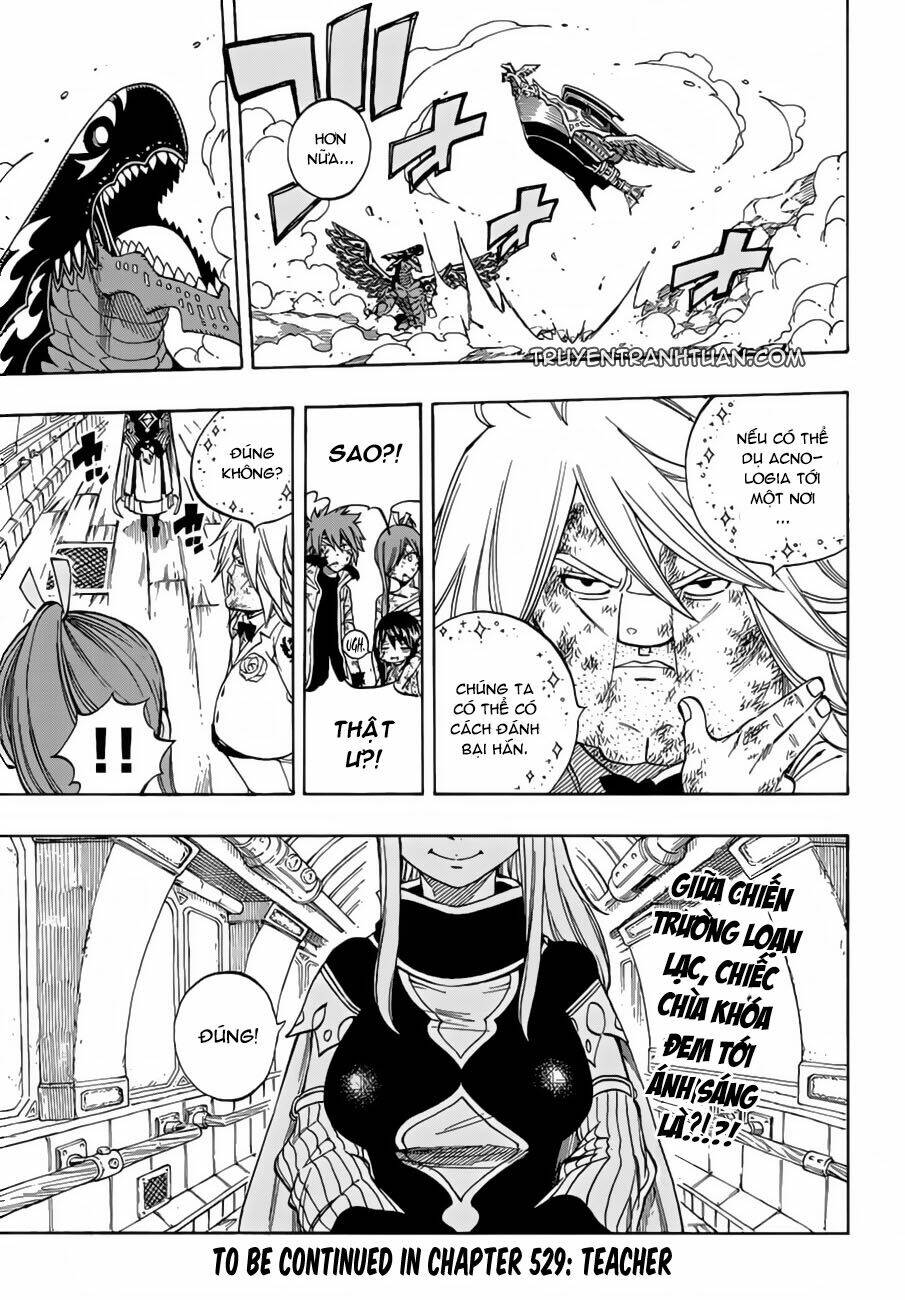 HƠN
NỮA...
TRUYENTRANHTUAN.COM
NẾU CÓ THỂ
DỤ ACNO-
LOGIA TỚI
MỘT NƠI
...
CHÚNG TA
CÓ THỂ CÓ
CÁCH ĐÁNH
BẠI HẮN.
SAO?!
UGH.
THẬT
Ư?!
ĐÚNG
KHÔNG?
!!
GIỮA CHIẾN
TRƯỜNG LOẠN
LẠC, CHIẾC
CHÌA KHÓA
ĐEM TỚI
ÁNH SÁNG
LÀ?!?!
ĐÚNG!
TO BE CONTINUED IN CHAPTER 529: TEACHER